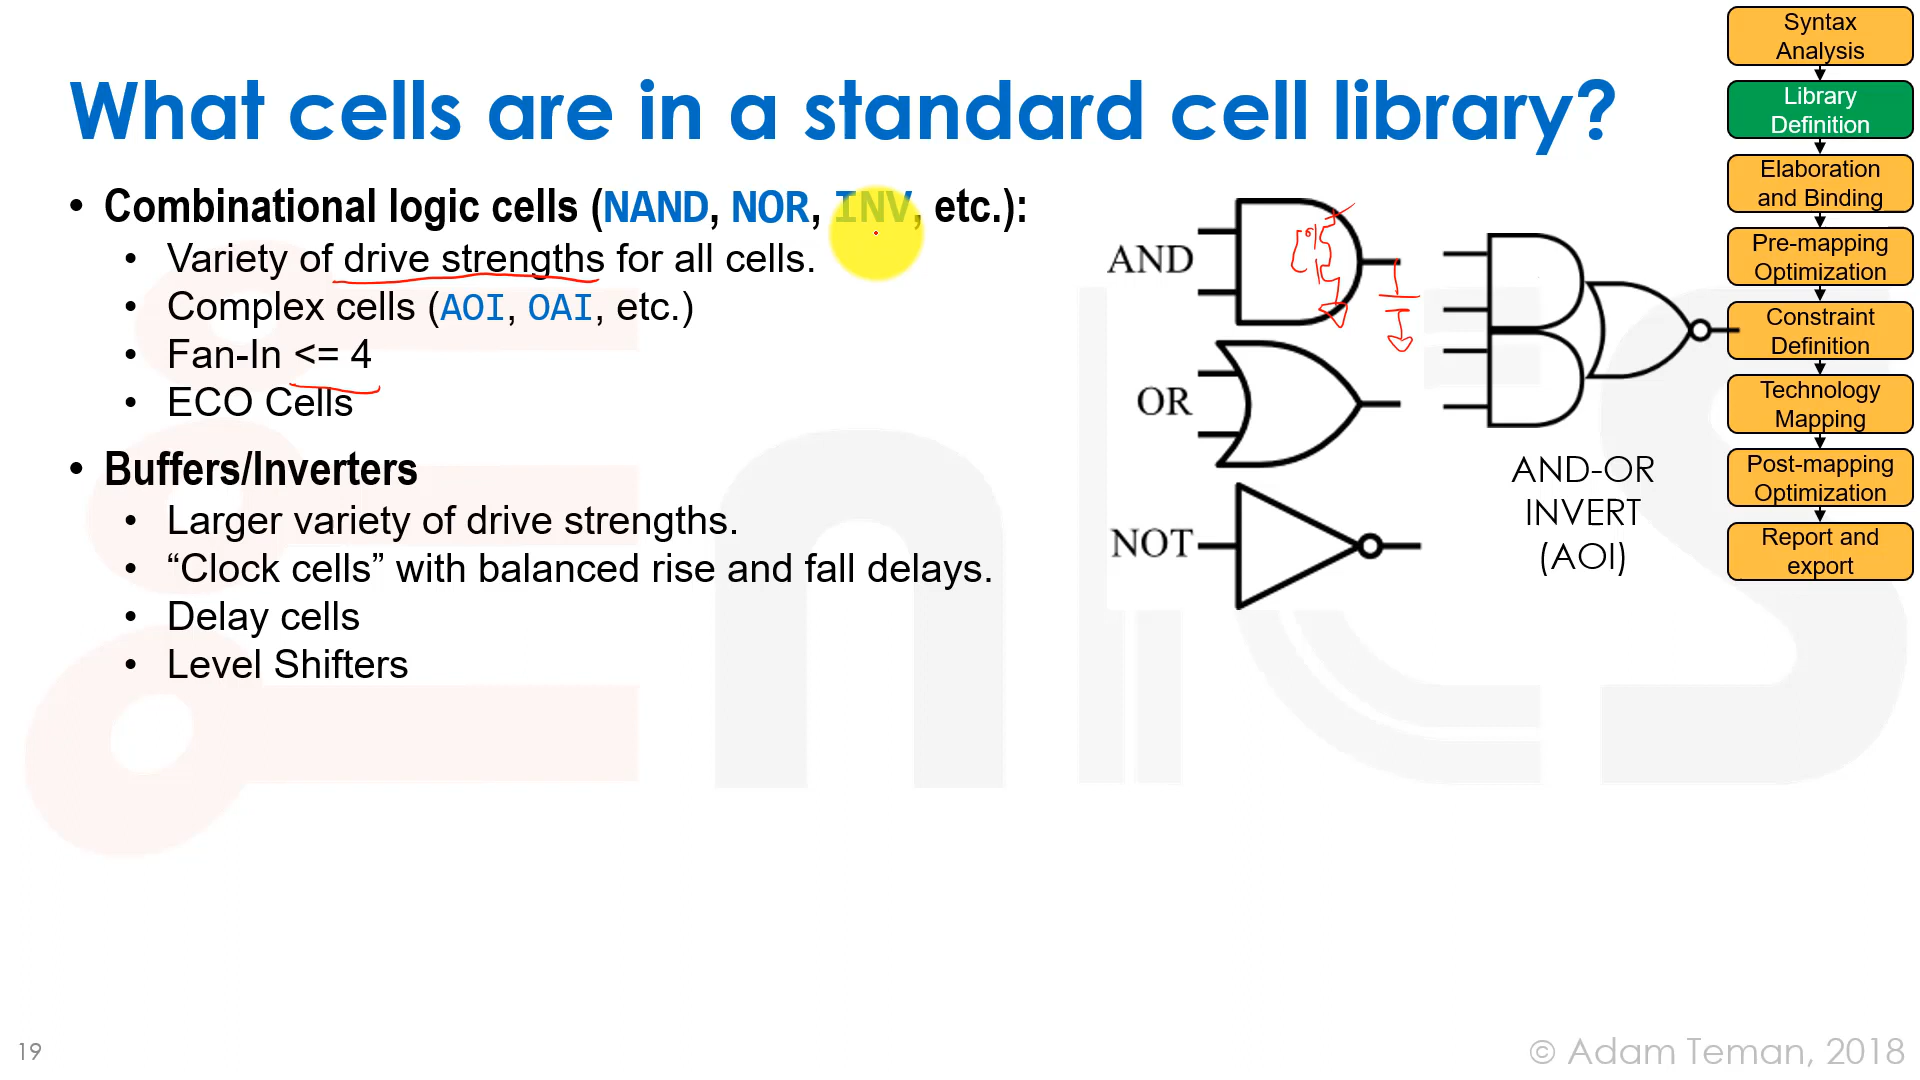 What cells are in a standard cell library?
• Combinational logic cells (NAND, NOR, INV, etc.):
• Variety of drive strengths for all cells.
• Complex cells (AOI, OAI, etc.)
• Fan-In <= 4
• ECO Cells
• Buffers/Inverters
• Larger variety of drive strengths.
• “Clock cells” with balanced rise and fall delays.
• Delay cells
• Level Shifters
AND
OR
NOT
AND-OR
INVERT
(AOI)
Syntax
Analysis
Library
Definition
Elaboration
and Binding
Pre-mapping
Optimization
Constraint
Definition
Technology
Mapping
Post-mapping
Optimization
Report and
export
19
© Adam Teman, 2018